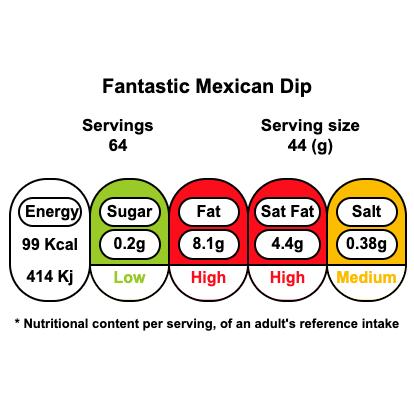 Fantastic Mexican Dip
Servings Serving size
64 44 (g)
Energy Sugar Fat Sat Fat Salt
99 Kcal 0.2g 8.1g 4.4g 0.38g
414 Kj Low High High Medium
* Nutritional content per serving, of an adult's reference intake